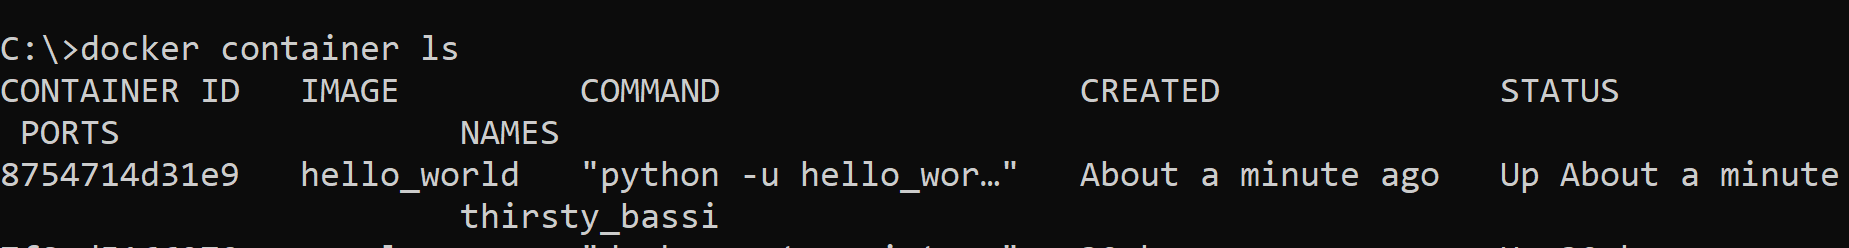 C:\>docker container ls
CONTAINER ID   IMAGE         COMMAND                  CREATED              STATUS
 PORTS                 NAMES
8754714d31e9   hello_world   "python -u hello_wor…"   About a minute ago   Up About a minute
                       thirsty_bassi